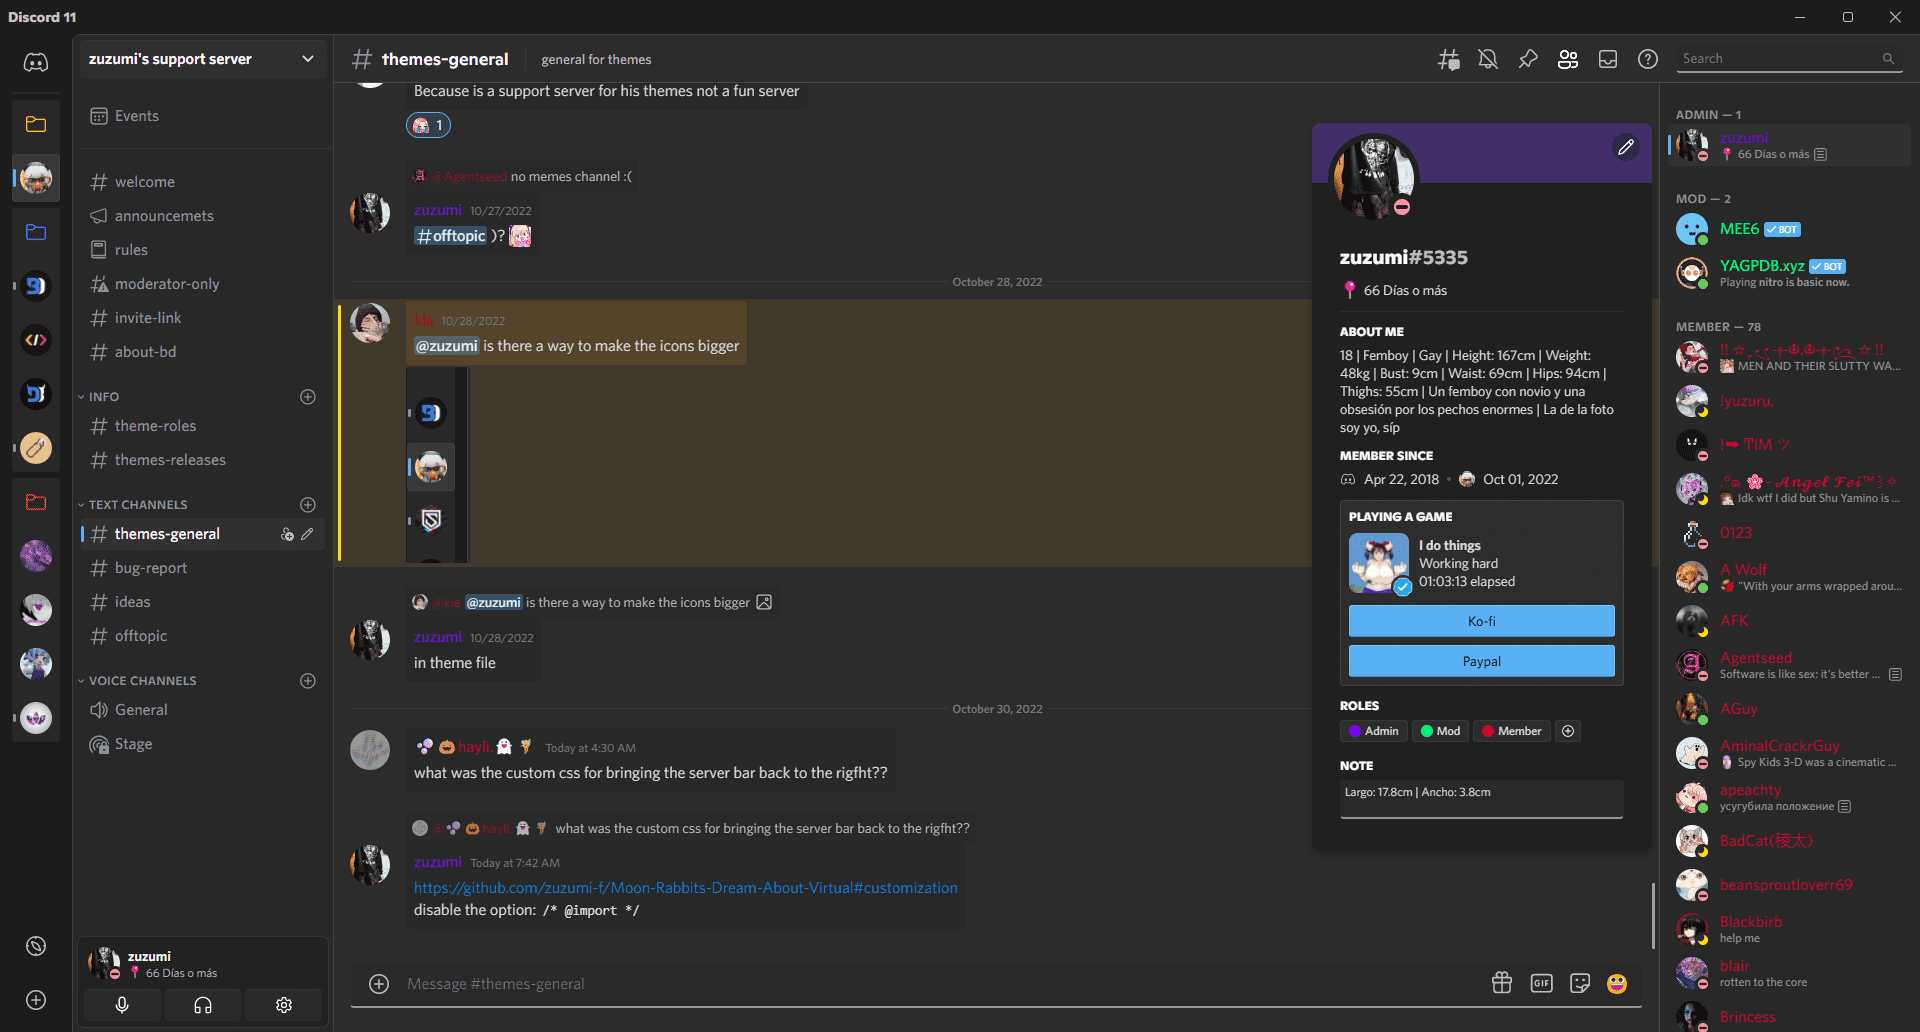 Discord 11
zuzumi's support server
Events
welcome
announcemets
rules
moderator-only
invite-link
about-bd
INFO
theme-roles
themes-releases
TEXT CHANNELS
themes-general
bug-report
ideas
offtopic
VOICE CHANNELS
General
Stage
zuzumi
66 Días o más
themes-general
general for themes
Search
Because is a support server for his themes not a fun server
1
@Agentseed no memes channel :(
zuzumi 10/27/2022
#offtopic )?
October 28, 2022
kie 10/28/2022
@zuzumi is there a way to make the icons bigger
@kie @zuzumi is there a way to make the icons bigger
zuzumi 10/28/2022
in theme file
October 30, 2022
hayli. Today at 4:30 AM
what was the custom css for bringing the server bar back to the rigfht??
@ hayli. what was the custom css for bringing the server bar back to the rigfht??
zuzumi Today at 7:42 AM
https://github.com/zuzumi-f/Moon-Rabbits-Dream-About-Virtual#customization
disable the option: /* @import */
Message #themes-general
GIF
zuzumi#5335
66 Días o más
ABOUT ME
18 | Femboy | Gay | Height: 167cm | Weight:
48kg | Bust: 9cm | Waist: 69cm | Hips: 94cm |
Thighs: 55cm | Un femboy con novio y una
obsesión por los pechos enormes | La de la foto
soy yo, síp
MEMBER SINCE
Apr 22, 2018 • Oct 01, 2022
PLAYING A GAME
I do things
Working hard
01:03:13 elapsed
Ko-fi
Paypal
ROLES
Admin Mod Member
NOTE
Largo: 17.8cm | Ancho: 3.8cm
ADMIN — 1
zuzumi
66 Días o más
MOD — 2
MEE6 BOT
YAGPDB.xyz BOT
Playing nitro is basic now.
MEMBER — 78
MEN AND THEIR SLUTTY WA...
!yuzuru.
TIM ツ
Angel Fei™
Idk wtf I did but Shu Yamino is ...
0123
A Wolf
"With your arms wrapped arou...
AFK
Agentseed
Software is like sex: it's better ...
AGuy
AminalCrackrGuy
Spy Kids 3-D was a cinematic ...
apeachty
усугубила положение
BadCat(稜太)
beansproutloverr69
Blackbirb
help me
blair
rotten to the core
Brincess